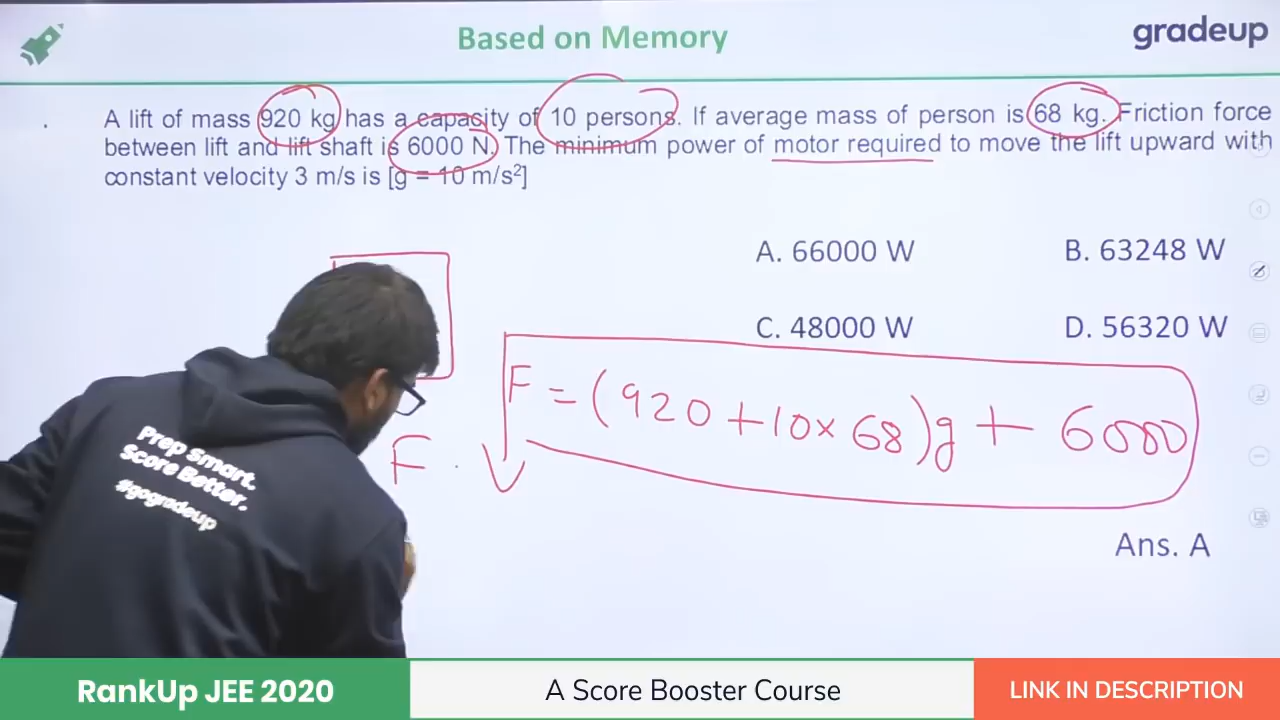 Based on Memory
gradeup
A lift of mass 920 kg has a capacity of 10 persons. If average mass of person is 68 kg. Friction force
between lift and lift shaft is 6000 N. The minimum power of motor required to move the lift upward with
constant velocity 3 m/s is [g = 10 m/s²]
A. 66000 W
B. 63248 W
C. 48000 W
D. 56320 W
F = (920 + 10 × 68)g + 6000
F
Ans. A
Prep Smart.
Score Better.
#gogradeup
RankUp JEE 2020
A Score Booster Course
LINK IN DESCRIPTION